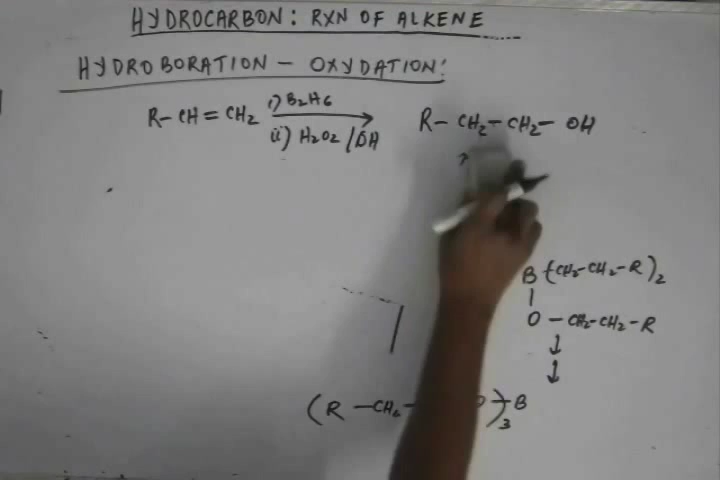 HYDROCARBON: RXN OF ALKENE
HYDROBORATION - OXYDATION:
R-CH=CH2 i) B2H6 R-CH2-CH2-OH
ii) H2O2/OH
B(CH2-CH2-R)2
O-CH2-CH2-R
(R-CH2- O-B
)3